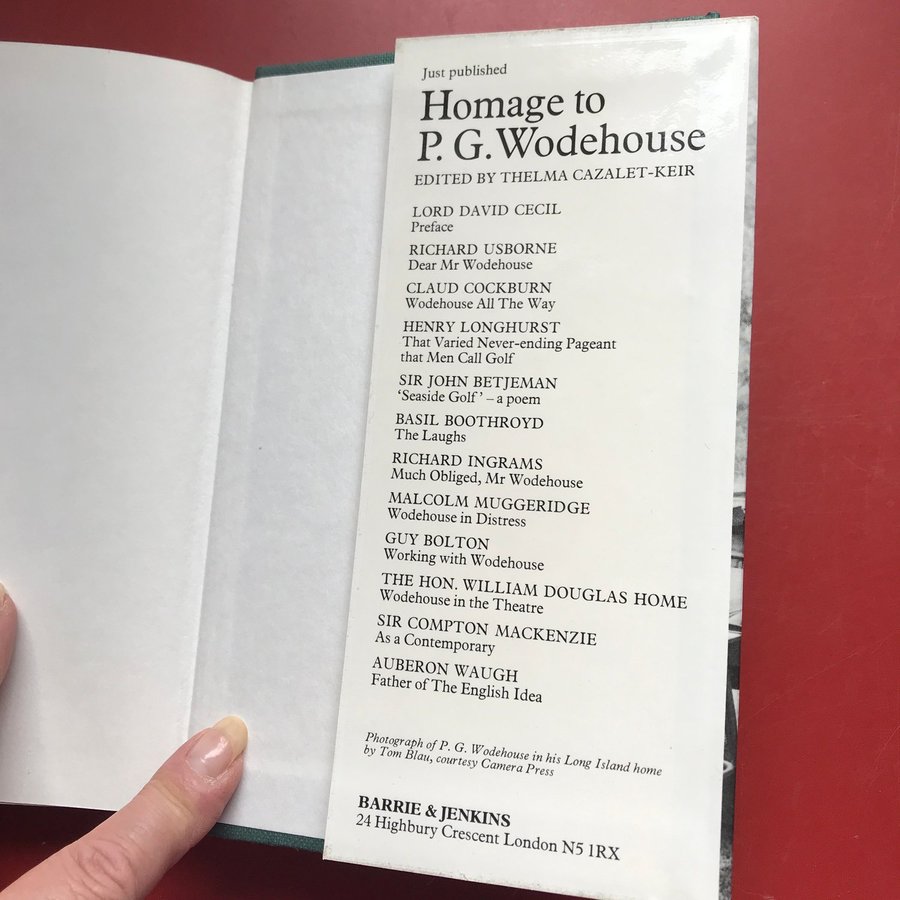 Just published
Homage to
P. G. Wodehouse
EDITED BY THELMA CAZALET-KEIR
LORD DAVID CECIL
Preface
RICHARD USBORNE
Dear Mr Wodehouse
CLAUD COCKBURN
Wodehouse All The Way
HENRY LONGHURST
That Varied Never-ending Pageant
that Men Call Golf
SIR JOHN BETJEMAN
‘Seaside Golf’ – a poem
BASIL BOOTHROYD
The Laughs
RICHARD INGRAMS
Much Obliged, Mr Wodehouse
MALCOLM MUGGERIDGE
Wodehouse in Distress
GUY BOLTON
Working with Wodehouse
THE HON. WILLIAM DOUGLAS HOME
Wodehouse in the Theatre
SIR COMPTON MACKENZIE
As a Contemporary
AUBERON WAUGH
Father of The English Idea
Photograph of P. G. Wodehouse in his Long Island home
by Tom Blau, courtesy Camera Press
BARRIE & JENKINS
24 Highbury Crescent London N5 1RX